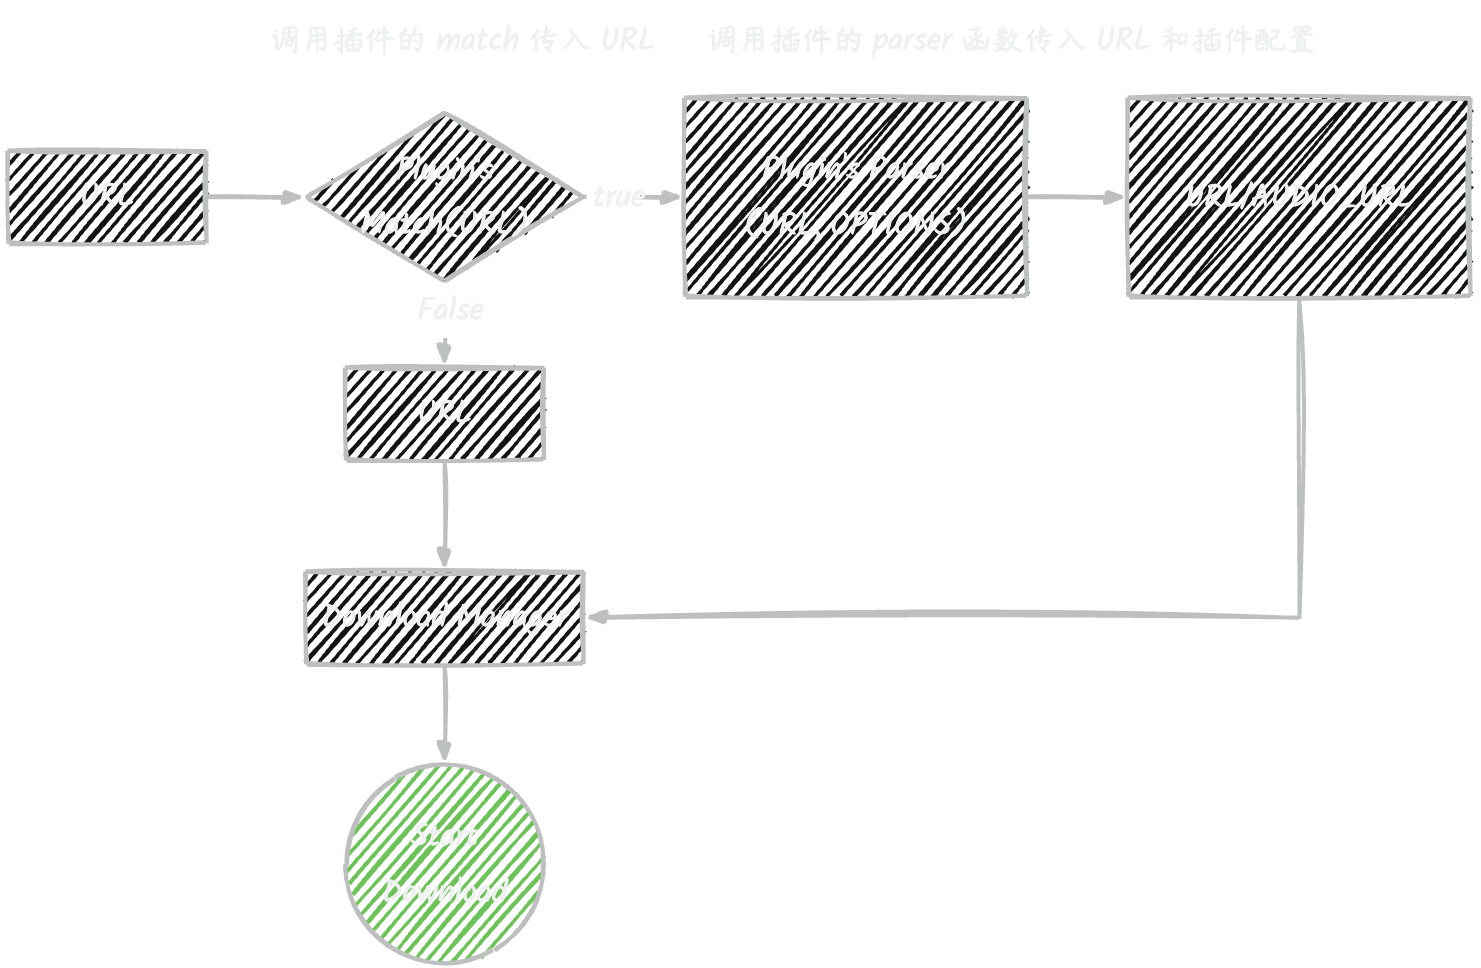 调用插件的 match 传入 URL
调用插件的 parser 函数传入 URL 和插件配置
URL
Plugin's
Match(URL)
true
Plugin's Parser
(URL, OPTIONS)
URL/AUDIO_URL
False
URL
Download Manager
Start
Download